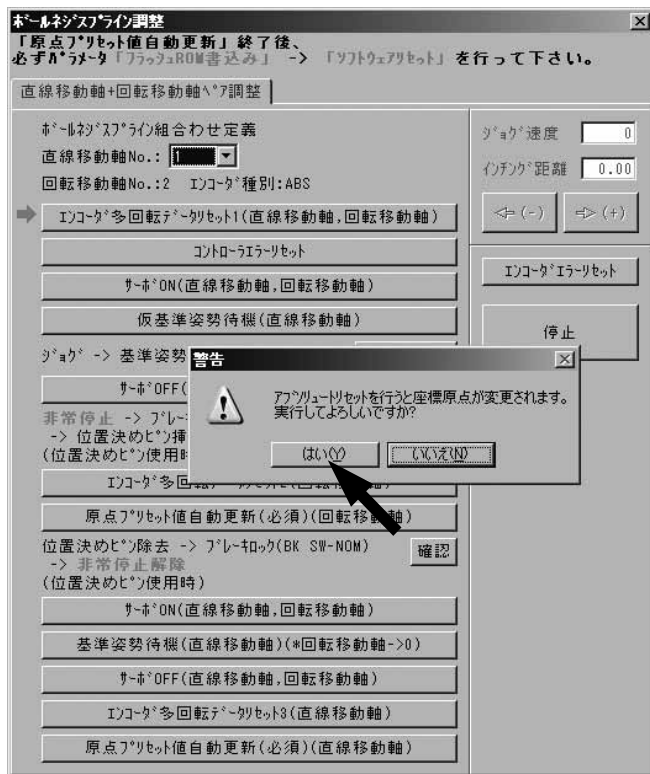 ボールネジスプライン調整
「原点プリセット値自動更新」終了後、
必ずパラメータ「フラッシュROM書込み」 -> 「ソフトウェアリセット」を行って下さい。
直線移動軸+回転移動軸ペア調整
ボールネジスプライン組合わせ定義
直線移動軸No.: 1
回転移動軸No.:2 エンコーダ種別:ABS
エンコーダ多回転データリセット1(直線移動軸,回転移動軸)
コントローラエラーリセット
サーボON(直線移動軸,回転移動軸)
仮基準姿勢待機(直線移動軸)
ジョグ -> 基準姿勢
サーボOFF(
非常停止 -> ブレー
-> 位置決めピン挿
(位置決めピン使用
エンコーダ多回
原点プリセット値自動更新(必須)(回転移動軸)
位置決めピン除去 -> ブレーキロック(BK SW-NOM)
-> 非常停止解除
(位置決めピン使用時)
確認
サーボON(直線移動軸,回転移動軸)
基準姿勢待機(直線移動軸)(*回転移動軸->0)
サーボOFF(直線移動軸,回転移動軸)
エンコーダ多回転データリセット3(直線移動軸)
原点プリセット値自動更新(必須)(直線移動軸)
ジョグ速度 0
インチング距離 0.00
(-)
(+)
エンコーダエラーリセット
停止
警告
アブソリュートリセットを行うと座標原点が変更されます。
実行してよろしいですか?
はい(Y)
いいえ(N)